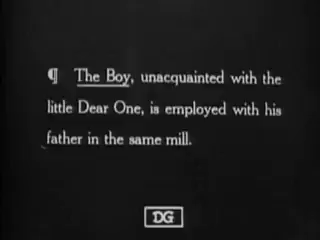 ¶ The Boy, unacquainted with the
little Dear One, is employed with his
father in the same mill.
DG